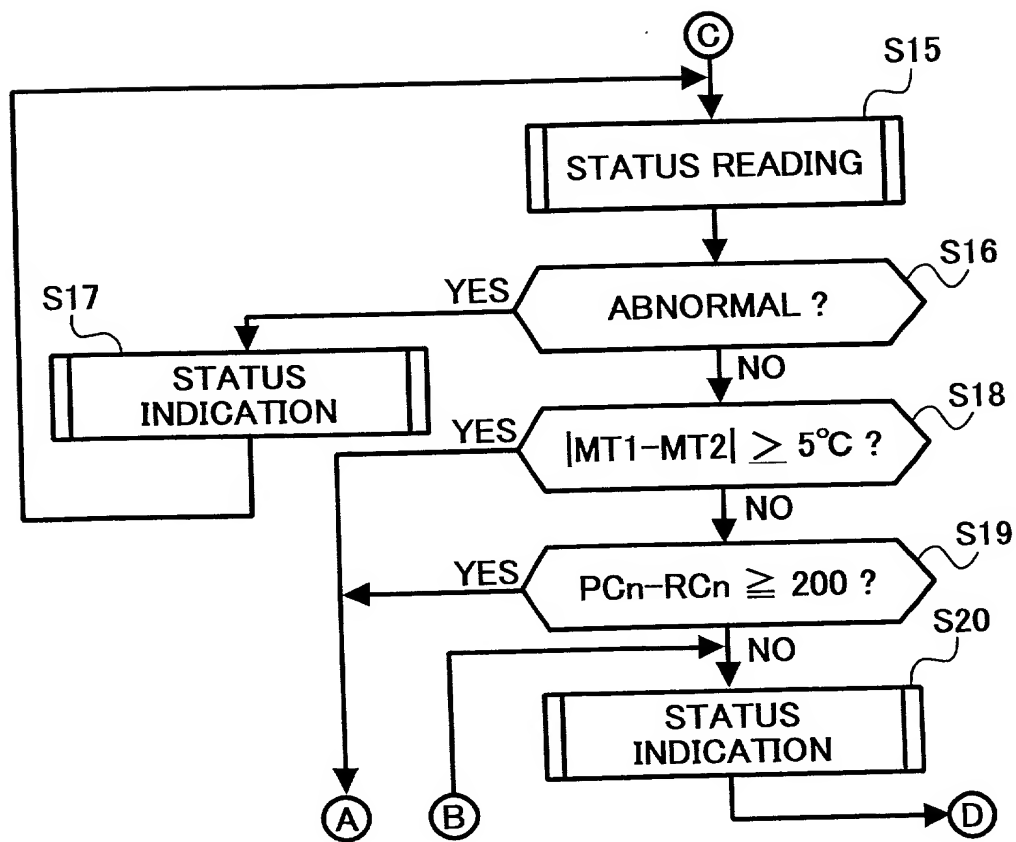 C
S15
STATUS READING
S16
YES
ABNORMAL ?
S17
NO
STATUS
INDICATION
S18
YES
|MT1-MT2| ≥ 5℃ ?
NO
S19
YES
PCn-RCn ≧ 200 ?
S20
NO
STATUS
INDICATION
A
B
D